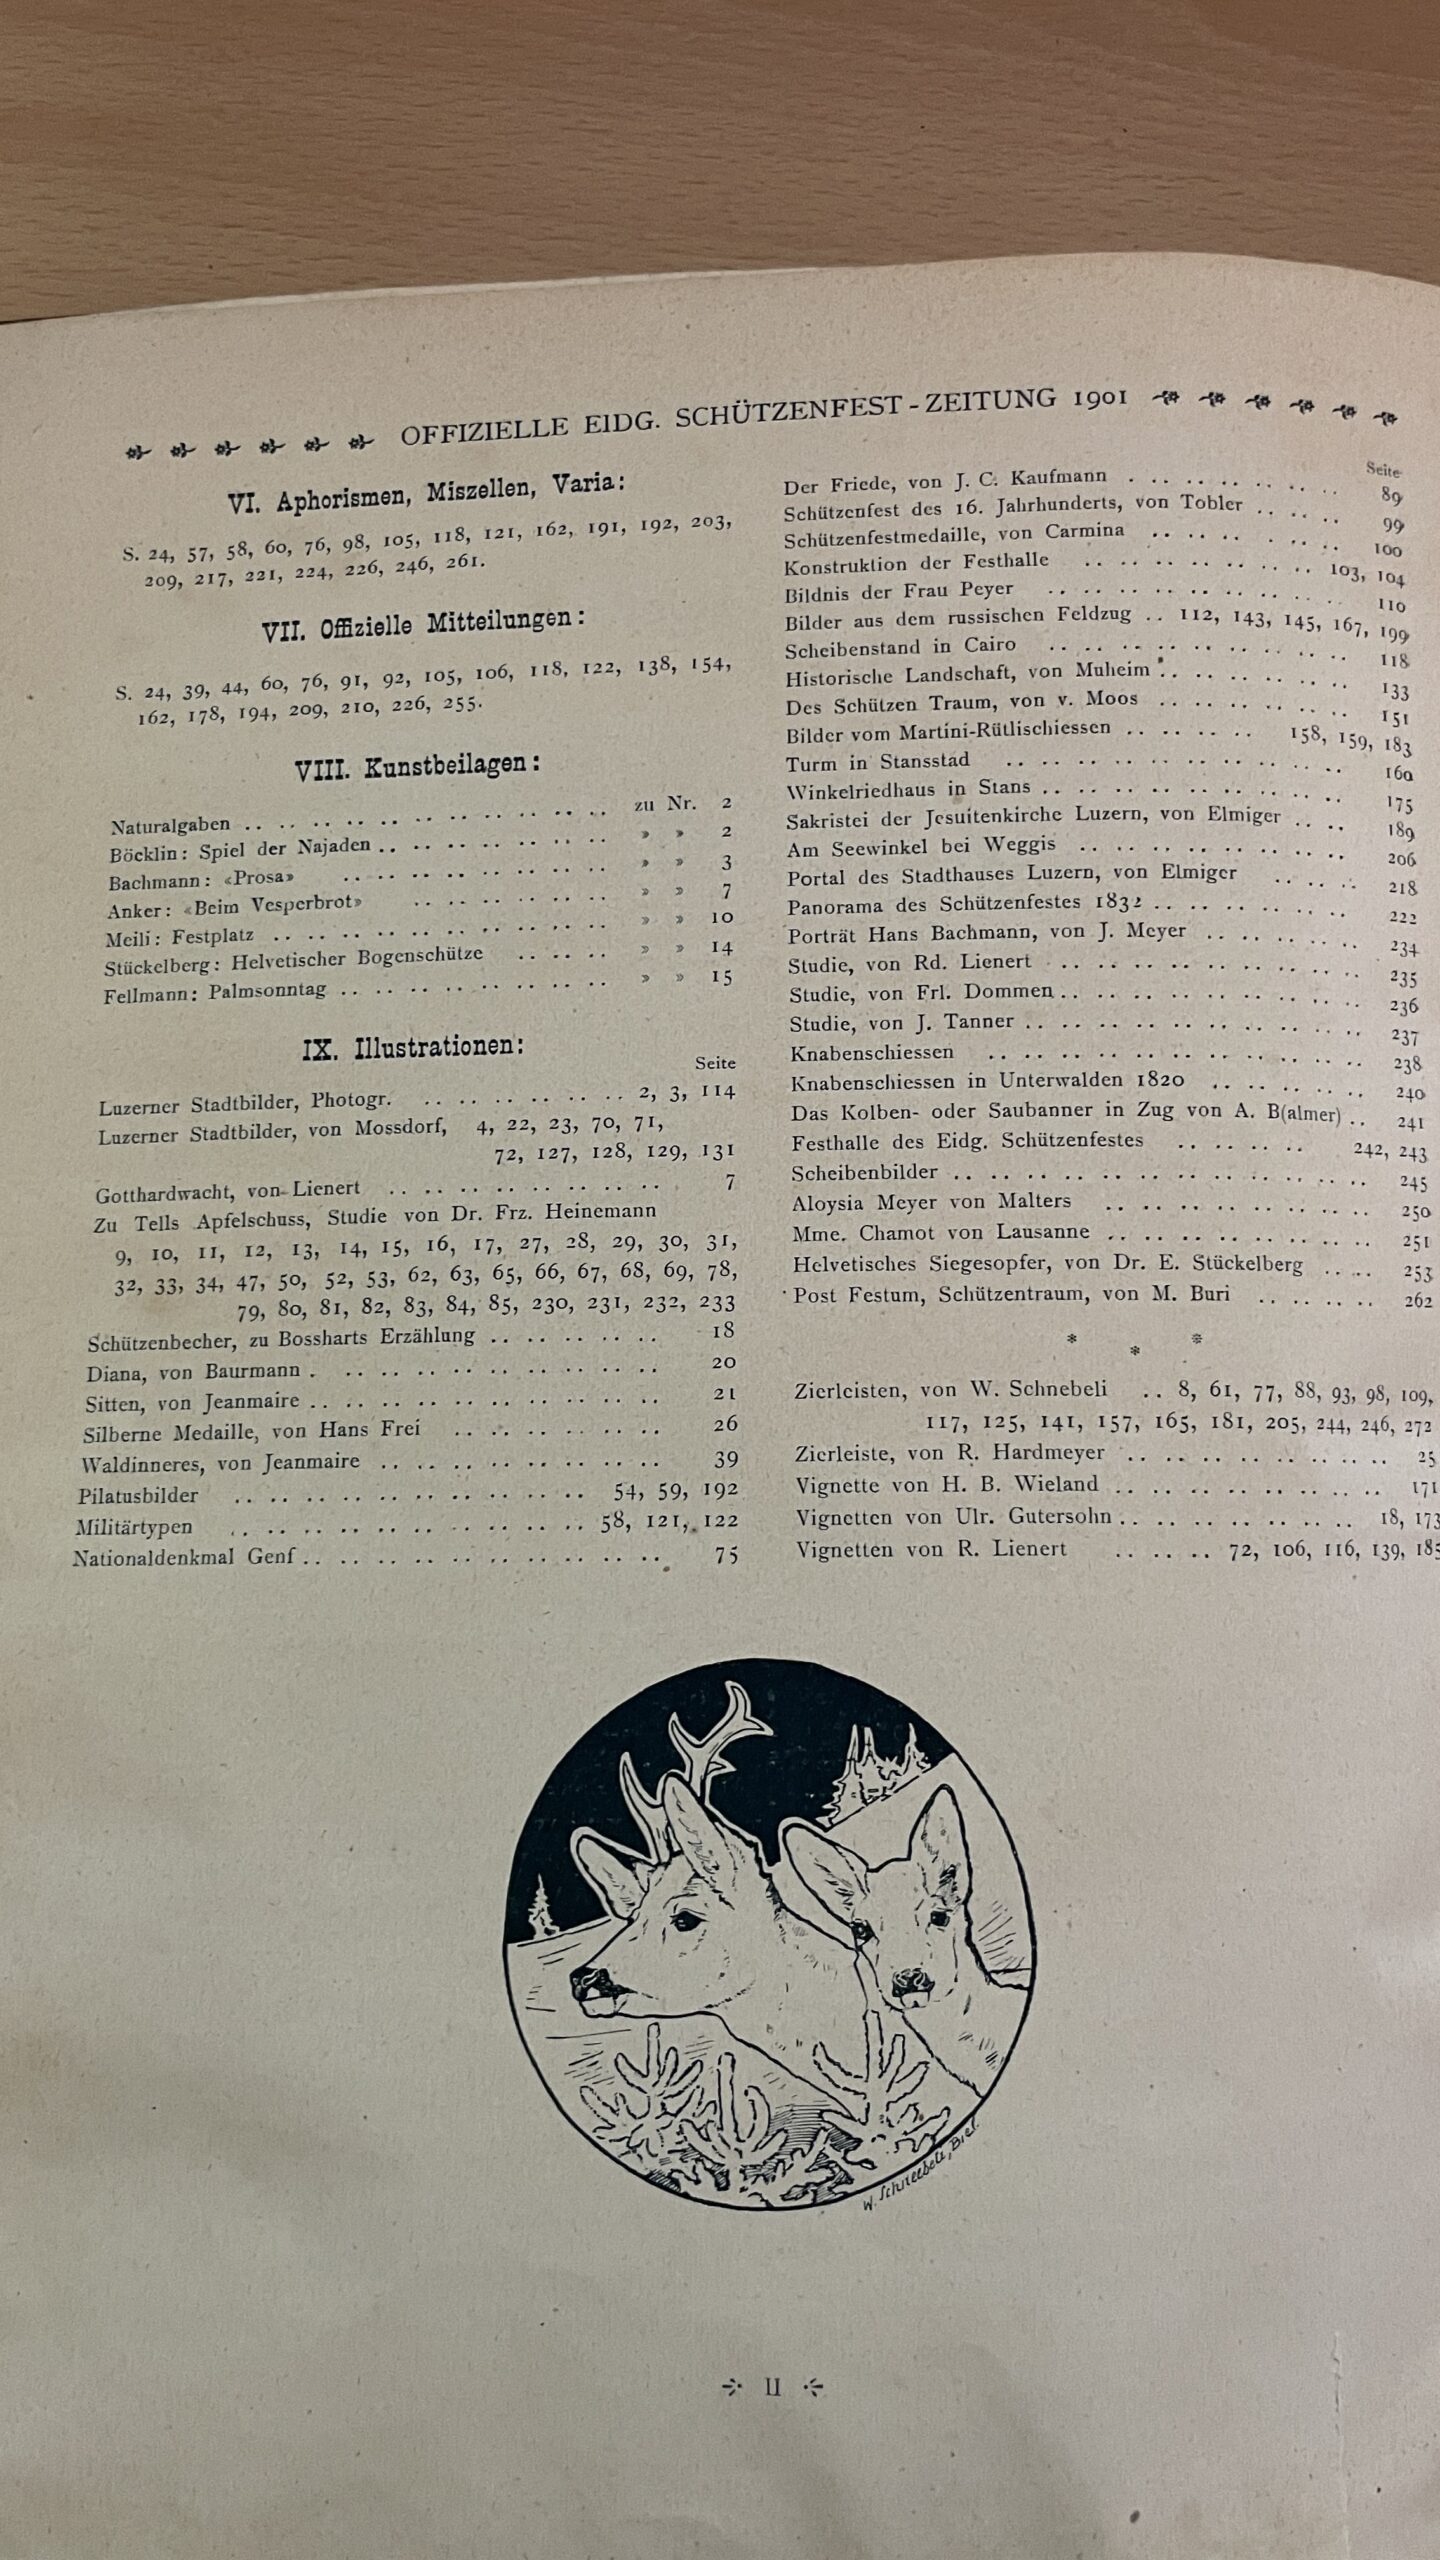 OFFIZIELLE EIDG. SCHÜTZENFEST-ZEITUNG 1901
VI. Aphorismen, Miszellen, Varia:
S. 24, 57, 58, 60, 76, 98, 105, 118, 121, 162, 191, 192, 203,
209, 217, 221, 224, 226, 246, 261.
VII. Offizielle Mitteilungen:
S. 24, 39, 44, 60, 76, 91, 92, 105, 106, 118, 122, 138, 154,
162, 178, 194, 209, 210, 226, 255.
VIII. Kunstbeilagen:
Naturalgaben .. .. .. .. .. .. .. zu Nr. 2
Böcklin: Spiel der Najaden .. .. .. .. .. » » 2
Bachmann: «Prosa» .. .. .. .. .. » » 3
Anker: «Beim Vesperbrot» .. .. .. .. » » 7
Meili: Festplatz .. .. .. .. .. .. » » 10
Stückelberg: Helvetischer Bogenschütze .. .. .. » » 14
Fellmann: Palmsonntag .. .. .. .. .. .. » » 15
IX. Illustrationen:
Seite
Luzerner Stadtbilder, Photogr. .. .. .. .. .. 2, 3, 114
Luzerner Stadtbilder, von Mossdorf, 4, 22, 23, 70, 71,
72, 127, 128, 129, 131
Gotthardwacht, von Lienert .. .. .. .. .. 7
Zu Tells Apfelschuss, Studie von Dr. Frz. Heinemann
9, 10, 11, 12, 13, 14, 15, 16, 17, 27, 28, 29, 30, 31,
32, 33, 34, 47, 50, 52, 53, 62, 63, 65, 66, 67, 68, 69, 78,
79, 80, 81, 82, 83, 84, 85, 230, 231, 232, 233
Schützenbecher, zu Bossharts Erzählung .. .. .. .. 18
Diana, von Baurmann . .. .. .. .. .. .. 20
Sitten, von Jeanmaire .. .. .. .. .. .. .. 21
Silberne Medaille, von Hans Frei .. .. .. .. .. 26
Waldinneres, von Jeanmaire .. .. .. .. .. .. 39
Pilatusbilder .. .. .. .. .. .. .. 54, 59, 192
Militärtypen .. .. .. .. .. .. .. 58, 121, 122
Nationaldenkmal Genf .. .. .. .. .. .. .. 75
Seite
Der Friede, von J. C. Kaufmann . .. .. .. .. .. 89
Schützenfest des 16. Jahrhunderts, von Tobler .. .. .. 99
Schützenfestmedaille, von Carmina .. .. .. .. .. 100
Konstruktion der Festhalle .. .. .. .. .. .. 103, 104
Bildnis der Frau Peyer .. .. .. .. .. .. .. 110
Bilder aus dem russischen Feldzug .. 112, 143, 145, 167, 199
Scheibenstand in Cairo .. .. .. .. .. .. .. 118
Historische Landschaft, von Muheim .. .. .. .. .. 133
Des Schützen Traum, von v. Moos .. .. .. .. .. 151
Bilder vom Martini-Rütlischiessen .. .. .. .. 158, 159, 183
Turm in Stansstad .. .. .. .. .. .. .. .. 160
Winkelriedhaus in Stans .. .. .. .. .. .. .. 175
Sakristei der Jesuitenkirche Luzern, von Elmiger .. .. 189
Am Seewinkel bei Weggis .. .. .. .. .. .. .. 206
Portal des Stadthauses Luzern, von Elmiger .. .. .. 218
Panorama des Schützenfestes 1832 .. .. .. .. .. 222
Porträt Hans Bachmann, von J. Meyer .. .. .. .. 234
Studie, von Rd. Lienert .. .. .. .. .. .. .. 235
Studie, von Frl. Dommen .. .. .. .. .. .. .. 236
Studie, von J. Tanner .. .. .. .. .. .. .. .. 237
Knabenschiessen .. .. .. .. .. .. .. .. .. 238
Knabenschiessen in Unterwalden 1820 .. .. .. .. 240
Das Kolben- oder Saubanner in Zug von A. B(almer) .. 241
Festhalle des Eidg. Schützenfestes .. .. .. .. 242, 243
Scheibenbilder .. .. .. .. .. .. .. .. .. 245
Aloysia Meyer von Malters .. .. .. .. .. .. 250
Mme. Chamot von Lausanne .. .. .. .. .. .. 251
Helvetisches Siegesopfer, von Dr. E. Stückelberg .. .. 253
Post Festum, Schützentraum, von M. Buri .. .. .. 262
Zierleisten, von W. Schnebeli .. 8, 61, 77, 88, 93, 98, 109,
117, 125, 141, 157, 165, 181, 205, 244, 246, 272
Zierleiste, von R. Hardmeyer .. .. .. .. .. .. 25
Vignette von H. B. Wieland .. .. .. .. .. .. 171
Vignetten von Ulr. Gutersohn .. .. .. .. .. 18, 173
Vignetten von R. Lienert .. .. .. 72, 106, 116, 139, 185
W. Schneebeli, Biel.
II